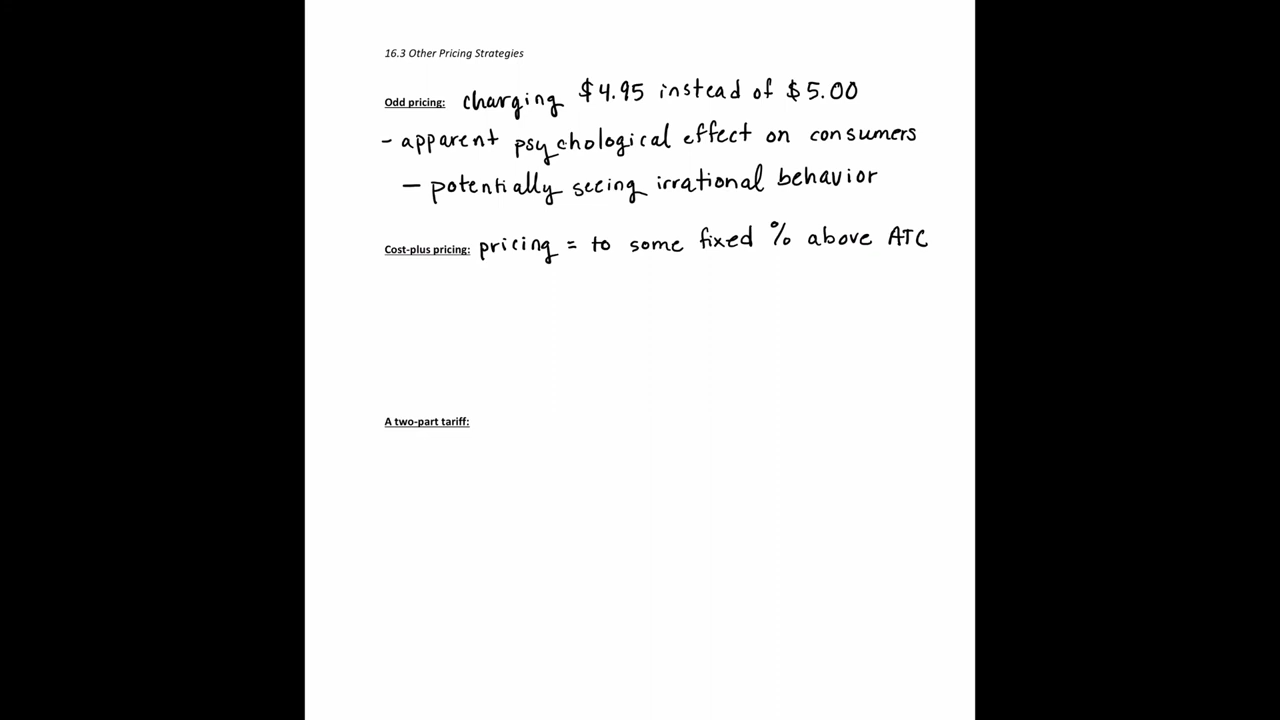 16.3 Other Pricing Strategies
Odd pricing: charging $4.95 instead of $5.00
- apparent psychological effect on consumers
- potentially seeing irrational behavior
Cost-plus pricing: pricing = to some fixed % above ATC
A two-part tariff: